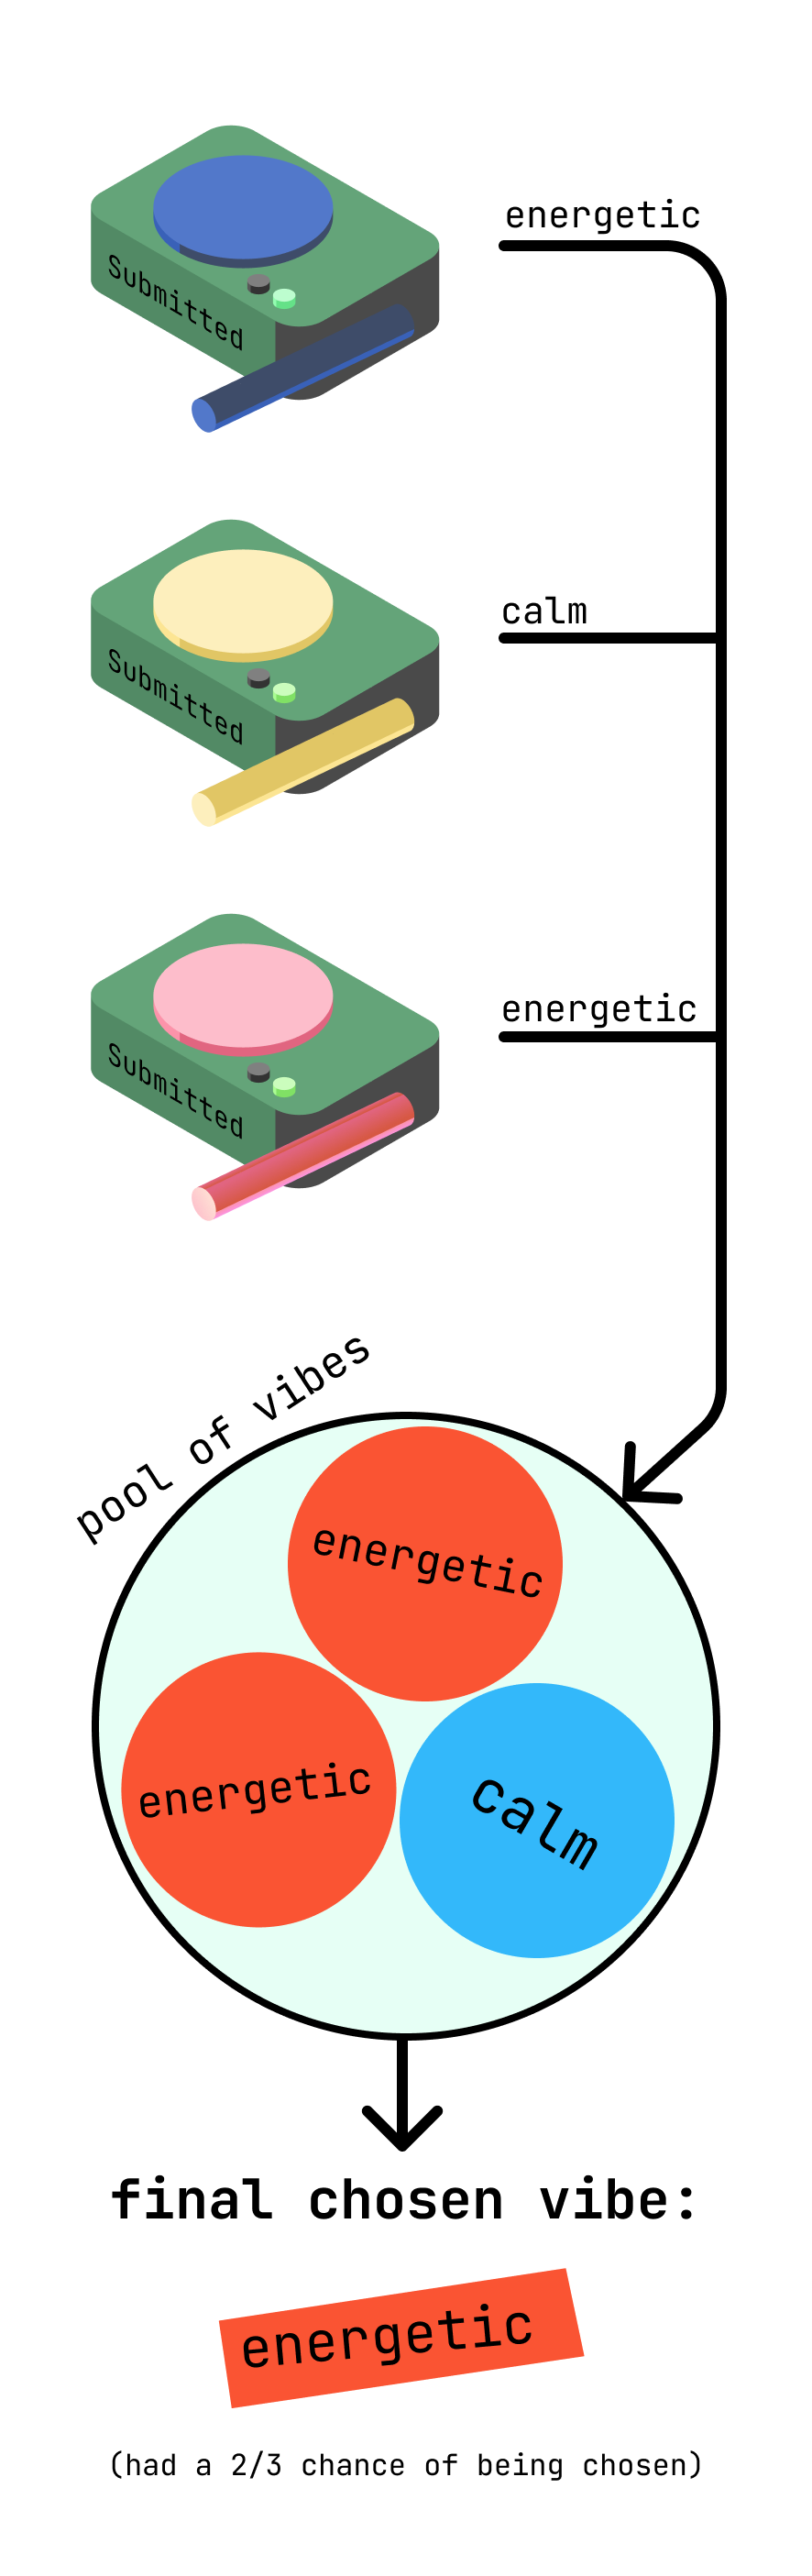 energetic
Submitted
calm
Submitted
energetic
Submitted
pool of vibes
energetic
energetic
calm
final chosen vibe:
energetic
(had a 2/3 chance of being chosen)